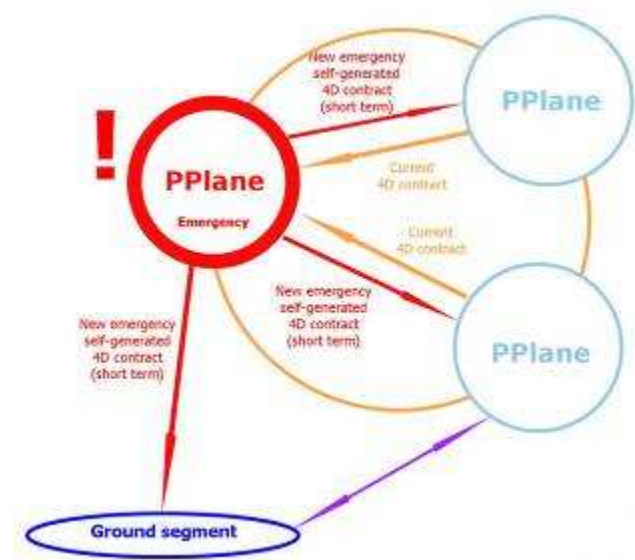 New emergency
self-generated
4D contract
(short term)
PPlane
!
PPlane
Emergency
Current
4D contract
Current
4D contract
New emergency
self-generated
4D contract
(short term)
New emergency
self-generated
4D contract
(short term)
PPlane
Ground segment